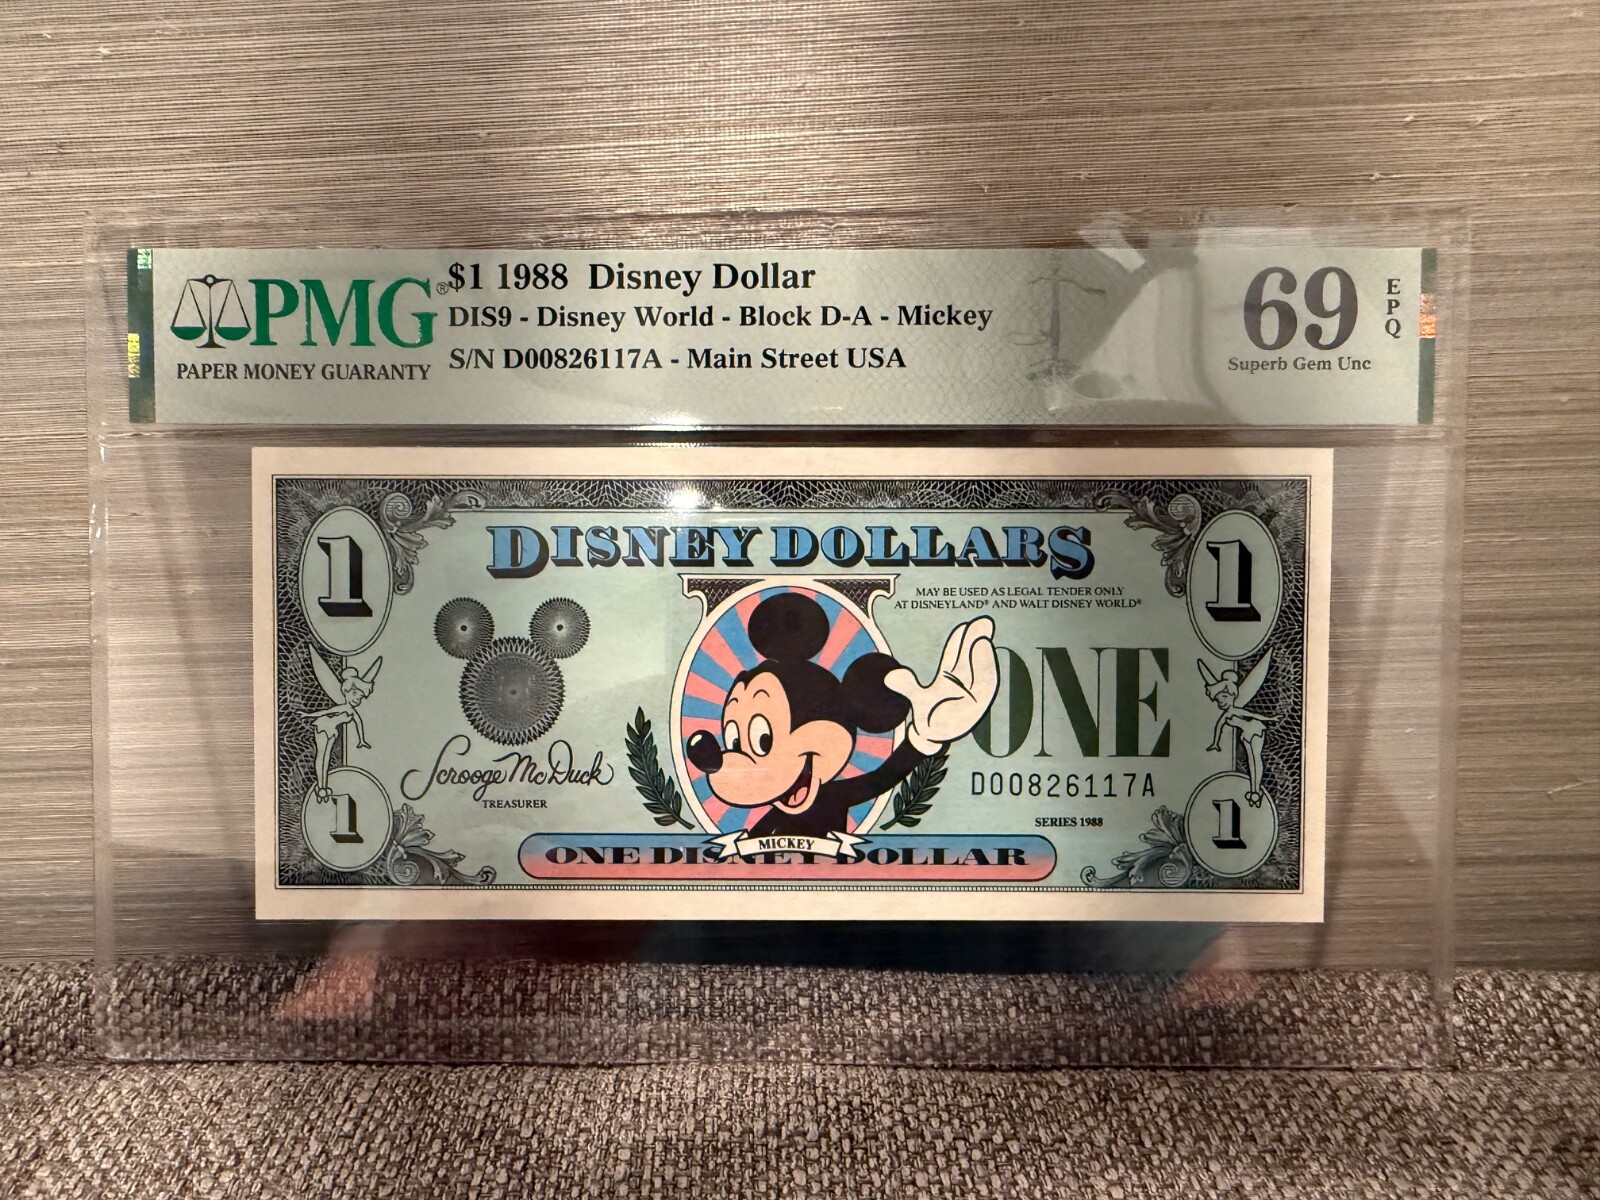 PMG®
PAPER MONEY GUARANTY
$1 1988 Disney Dollar
DIS9 - Disney World - Block D-A - Mickey
S/N D00826117A - Main Street USA
69
EPQ
Superb Gem Unc
1
1
DISNEY DOLLARS
MAY BE USED AS LEGAL TENDER ONLY
AT DISNEYLAND® AND WALT DISNEY WORLD®
ONE
Scrooge McDuck
TREASURER
D00826117A
SERIES 1988
1
1
MICKEY
ONE DISNEY DOLLAR